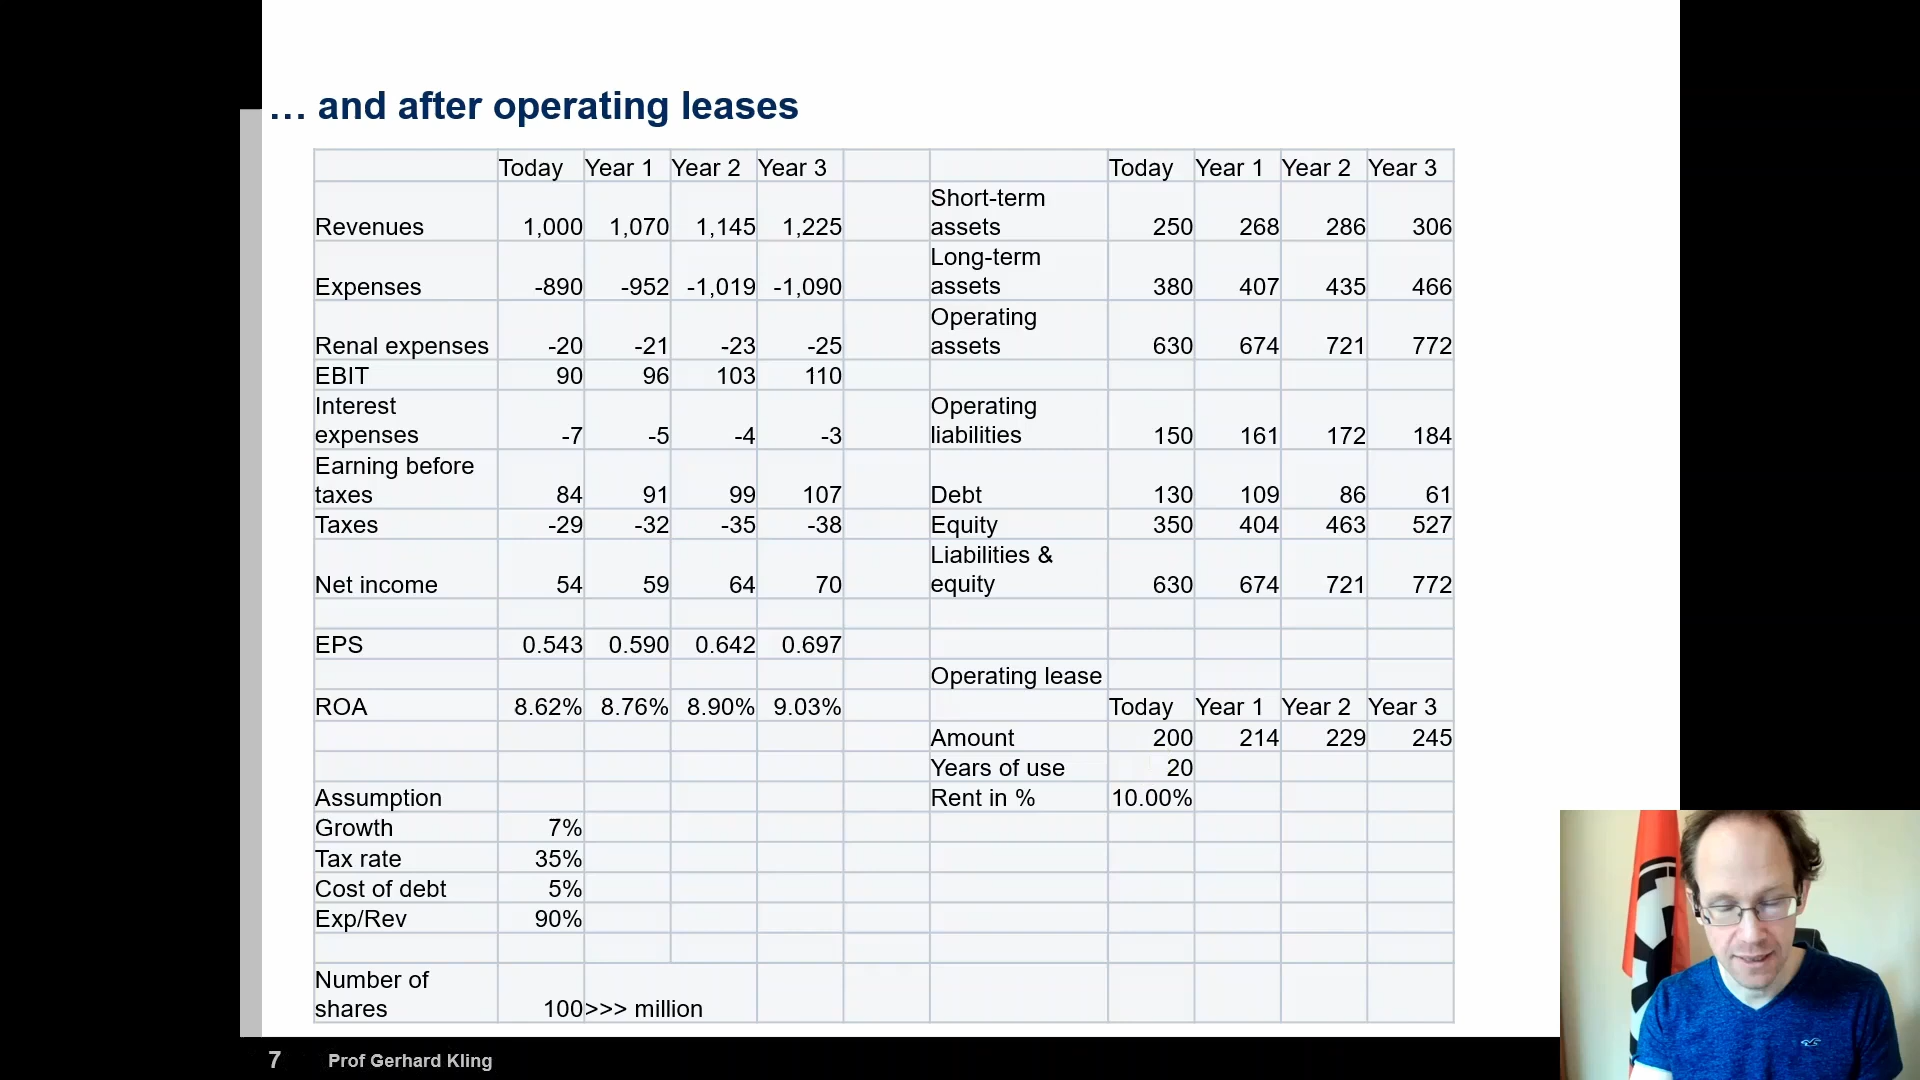 … and after operating leases
Today Year 1 Year 2 Year 3 Today Year 1 Year 2 Year 3
Revenues 1,000 1,070 1,145 1,225 Short-term assets 250 268 286 306
Expenses -890 -952 -1,019 -1,090 Long-term assets 380 407 435 466
Renal expenses -20 -21 -23 -25 Operating assets 630 674 721 772
EBIT 90 96 103 110
Interest expenses -7 -5 -4 -3 Operating liabilities 150 161 172 184
Earning before taxes 84 91 99 107 Debt 130 109 86 61
Taxes -29 -32 -35 -38 Equity 350 404 463 527
Net income 54 59 64 70 Liabilities & equity 630 674 721 772
EPS 0.543 0.590 0.642 0.697
Operating lease
ROA 8.62% 8.76% 8.90% 9.03% Today Year 1 Year 2 Year 3
Amount 200 214 229 245
Years of use 20
Assumption Rent in % 10.00%
Growth 7%
Tax rate 35%
Cost of debt 5%
Exp/Rev 90%
Number of shares 100 >>> million
7 Prof Gerhard Kling